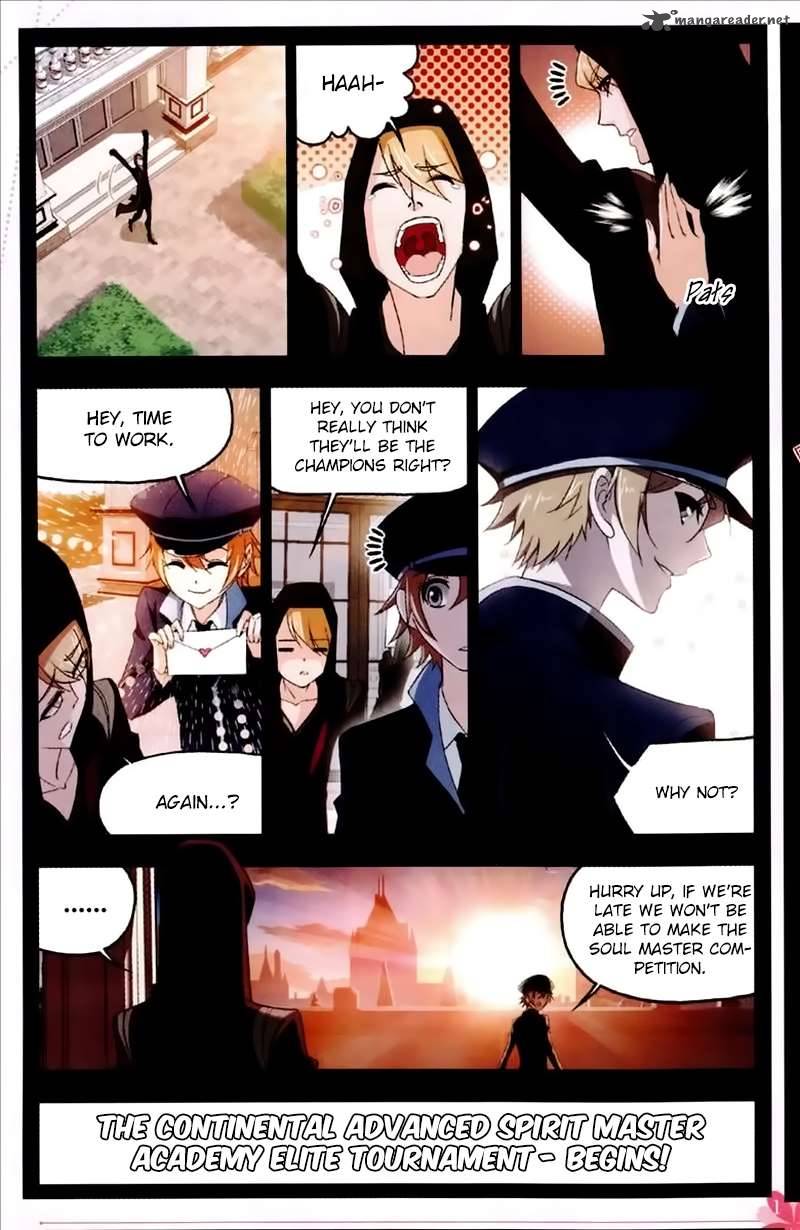 mangareader.net
HAAH-
Pats
HEY, TIME
TO WORK.
AGAIN...?
HEY, YOU DON'T
REALLY THINK
THEY'LL BE THE
CHAMPIONS RIGHT?
WHY NOT?
......
HURRY UP, IF WE'RE
LATE WE WON'T BE
ABLE TO MAKE THE
SOUL MASTER COM-
PETITION.
THE CONTINENTAL ADVANCED SPIRIT MASTER
ACADEMY ELITE TOURNAMENT - BEGINS!
1